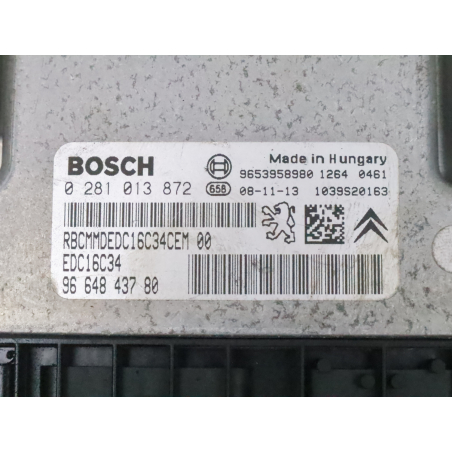 BOSCH
Made in Hungary
9653958980 1264 0461
0 281 013 872 658 08-11-13 1039S20163
RBCMMDEDC16C34CEM 00
EDC16C34
96 648 437 80